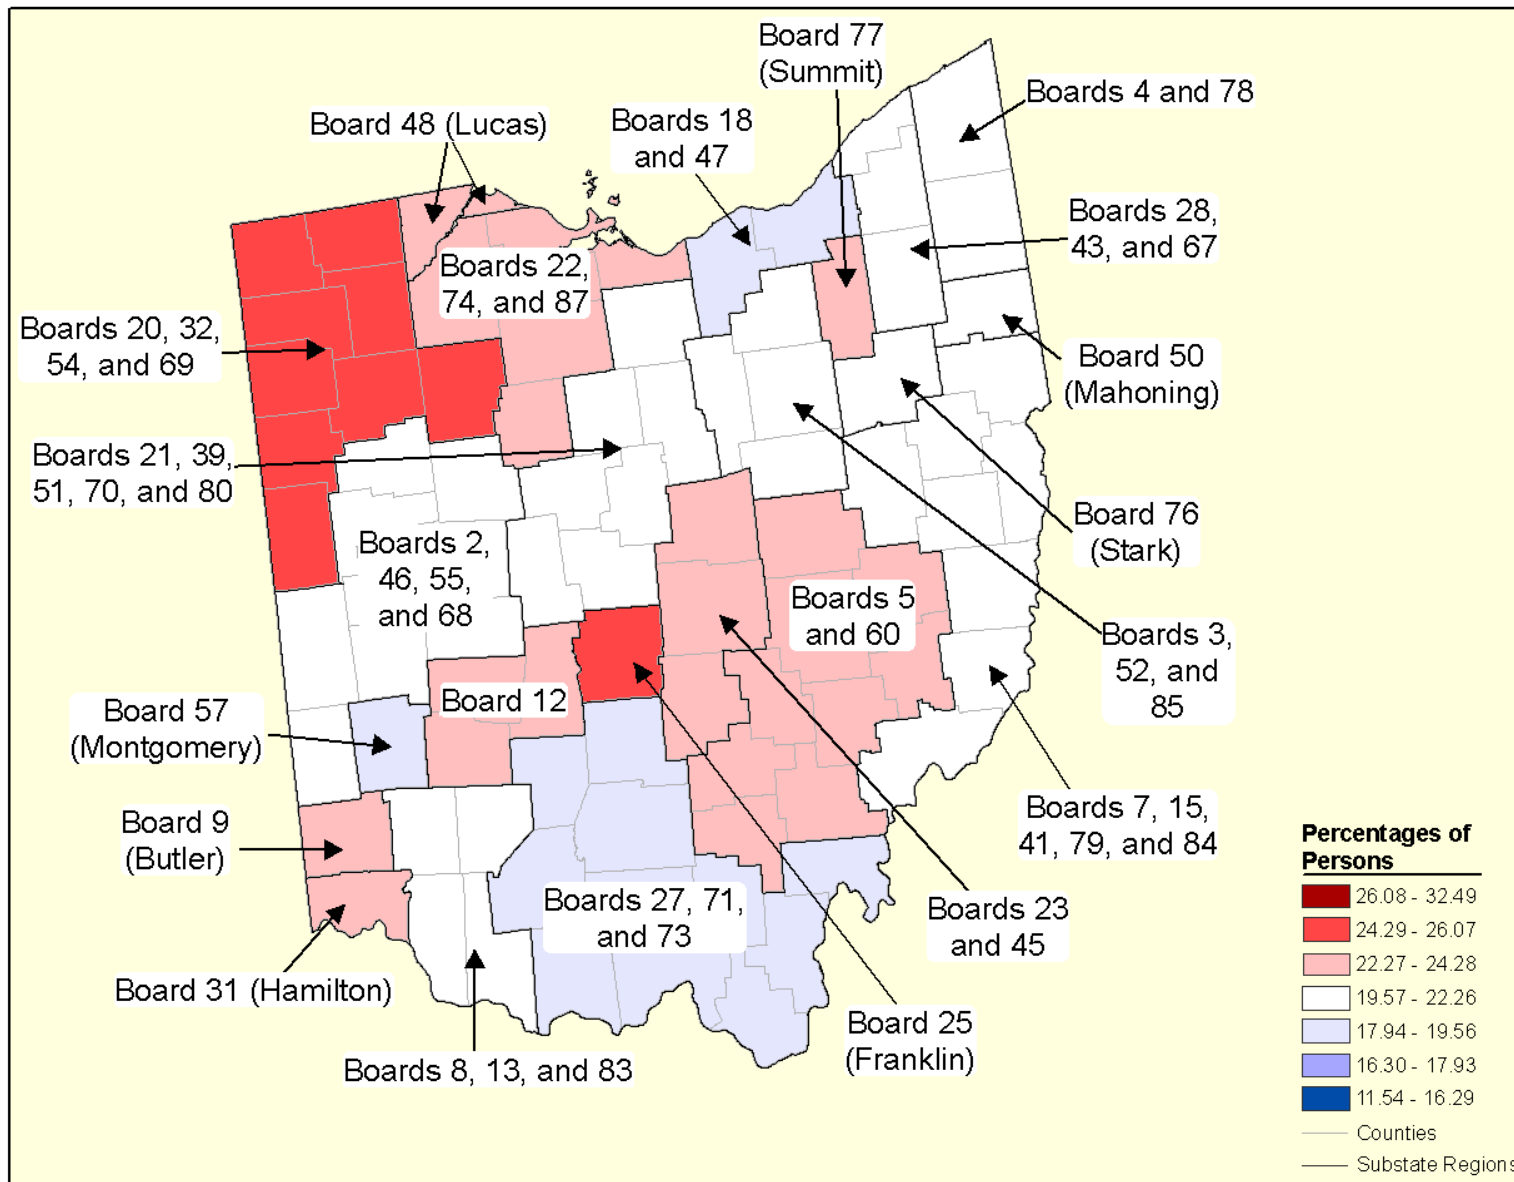 Board 77
(Summit)
Boards 4 and 78
Board 48 (Lucas)
Boards 18
and 47
Boards 28,
43, and 67
Boards 22,
74, and 87
Boards 20, 32,
54, and 69
Board 50
(Mahoning)
Boards 21, 39,
51, 70, and 80
Board 76
(Stark)
Boards 2,
46, 55,
and 68
Boards 5
and 60
Boards 3,
52, and
85
Board 12
Board 57
(Montgomery)
Board 9
(Butler)
Boards 7, 15,
41, 79, and 84
Boards 27, 71,
and 73
Boards 23
and 45
Board 31 (Hamilton)
Board 25
(Franklin)
Boards 8, 13, and 83
Percentages of
Persons
26.08 - 32.49
24.29 - 26.07
22.27 - 24.28
19.57 - 22.26
17.94 - 19.56
16.30 - 17.93
11.54 - 16.29
Counties
Substate Regions